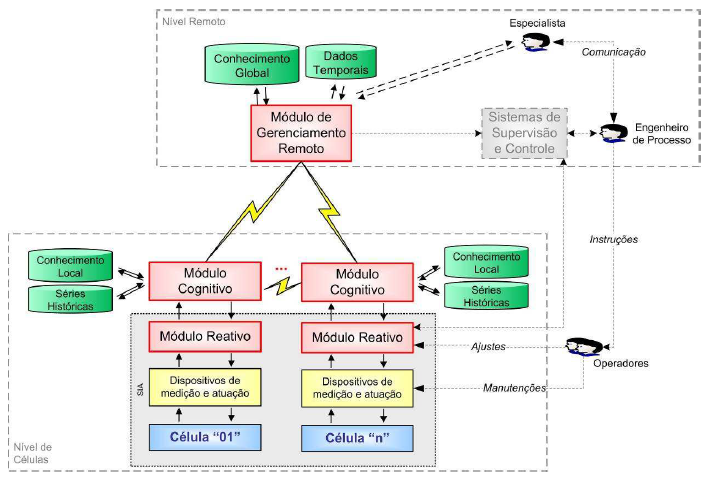 Nível Remoto
Especialista
Comunicação
Conhecimento
Global
Dados
Temporais
Módulo de
Gerenciamento
Remoto
Sistemas de
Supervisão
e Controle
Engenheiro
de Processo
Instruções
Conhecimento
Local
Séries
Históricas
Módulo
Cognitivo
...
Módulo
Cognitivo
Conhecimento
Local
Séries
Históricas
Módulo Reativo
Módulo Reativo
Ajustes
Operadores
SIA
Dispositivos de
medição e atuação
Dispositivos de
medição e atuação
Manutenções
Célula “01”
Célula “n”
Nível de
Células